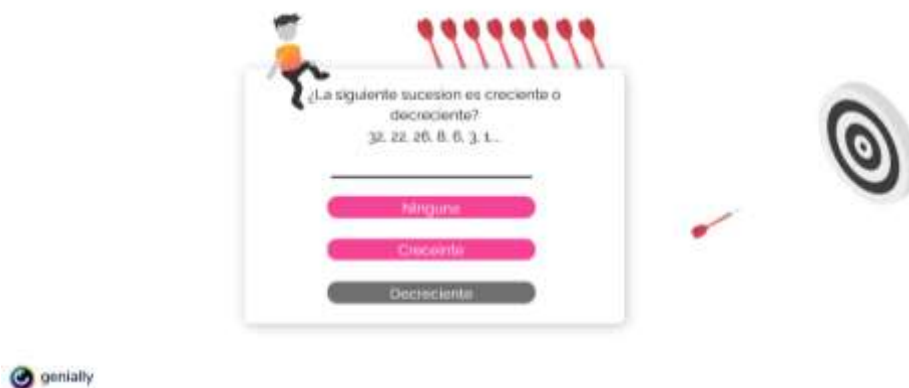 ¿La siguiente sucesion es creciente o
decreciente?
32, 22, 26, 8, 6, 3, 1...
Ninguna
Creceinte
Decreciente
genially